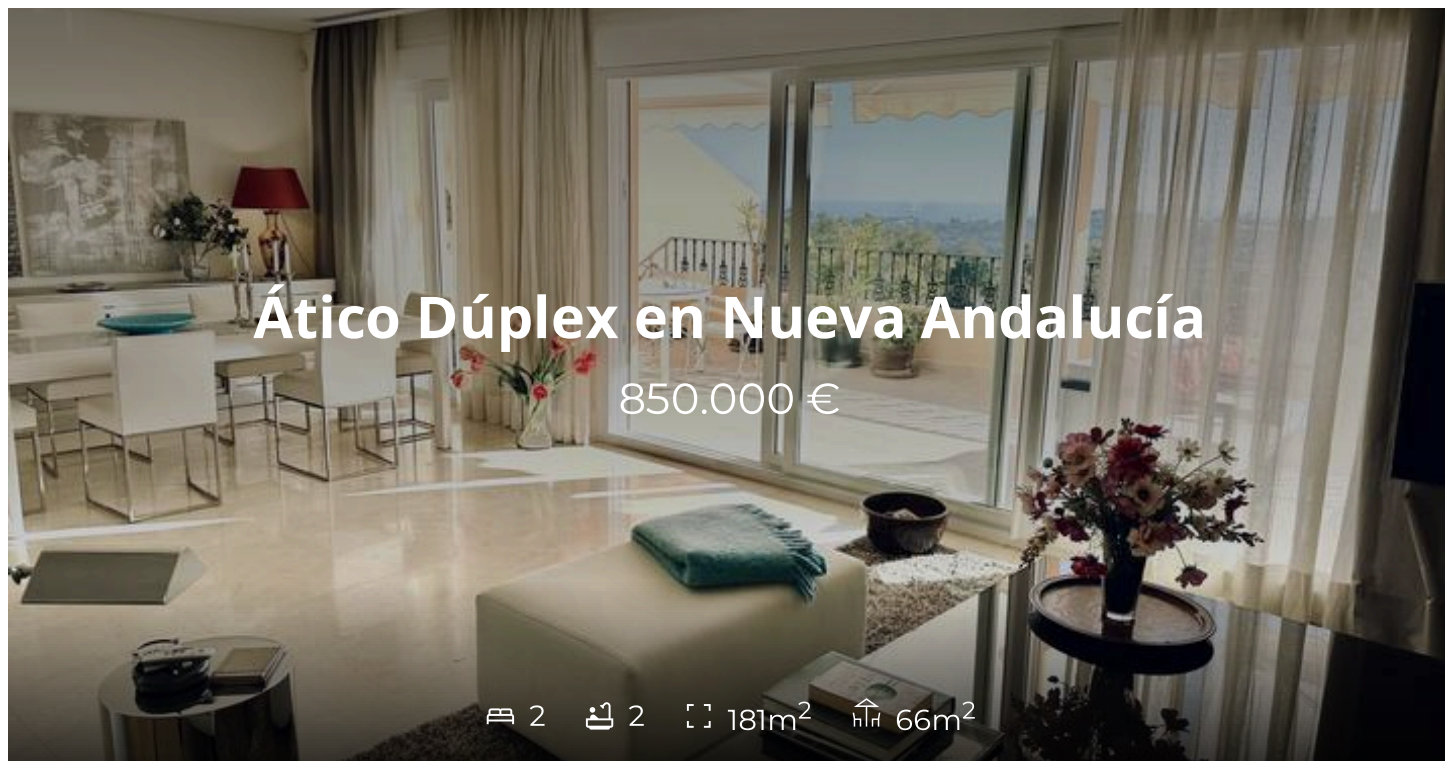 Ático Dúplex en Nueva Andalucía
850.000 €
2 2 181m² 66m²